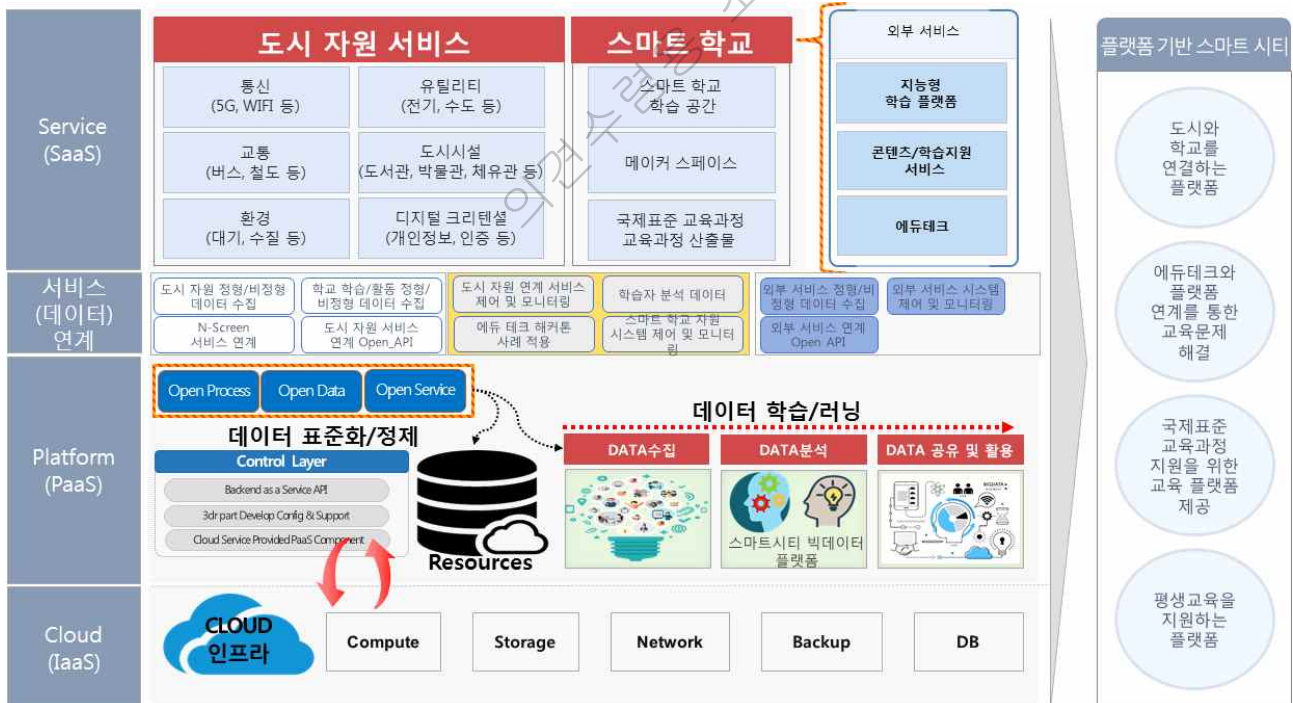 Service
(SaaS)
도시 자원 서비스
통신
(5G, WIFI 등)
유틸리티
(전기, 수도 등)
교통
(버스, 철도 등)
도시시설
(도서관, 박물관, 체유관 등)
환경
(대기, 수질 등)
디지털 크리텐셜
(개인정보, 인증 등)
스마트 학교
스마트 학교
학습 공간
메이커 스페이스
국제표준 교육과정
교육과정 산출물
외부 서비스
지능형
학습 플랫폼
콘텐츠/학습지원
서비스
에듀테크
의견수렴용
서비스
(데이터)
연계
도시 자원 정형/비정형
데이터 수집
학교 학습/활동 정형/
비정형 데이터 수집
N-Screen
서비스 연계
도시 자원 서비스
연계 Open_API
도시 자원 연계 서비스
제어 및 모니터링
학습자 분석 데이터
에듀 테크 해커톤
사례 적용
스마트 학교 자원
시스템 제어 및 모니터
링
외부 서비스 정형/비
정형 데이터 수집
외부 서비스 시스템
제어 및 모니터링
외부 서비스 연계
Open API
Platform
(PaaS)
Open Process
Open Data
Open Service
데이터 표준화/정제
Control Layer
Backend as a Service API
3dr part Develop Config & Support
Cloud Service Provided PaaS Component
Resources
데이터 학습/러닝
DATA수집
DATA분석
DATA 공유 및 활용
스마트시티 빅데이터
플랫폼
BIGDATA
Cloud
(IaaS)
CLOUD
인프라
Compute
Storage
Network
Backup
DB
플랫폼 기반 스마트 시티
도시와
학교를
연결하는
플랫폼
에듀테크와
플랫폼
연계를 통한
교육문제
해결
국제표준
교육과정
지원을 위한
교육 플랫폼
제공
평생교육을
지원하는
플랫폼